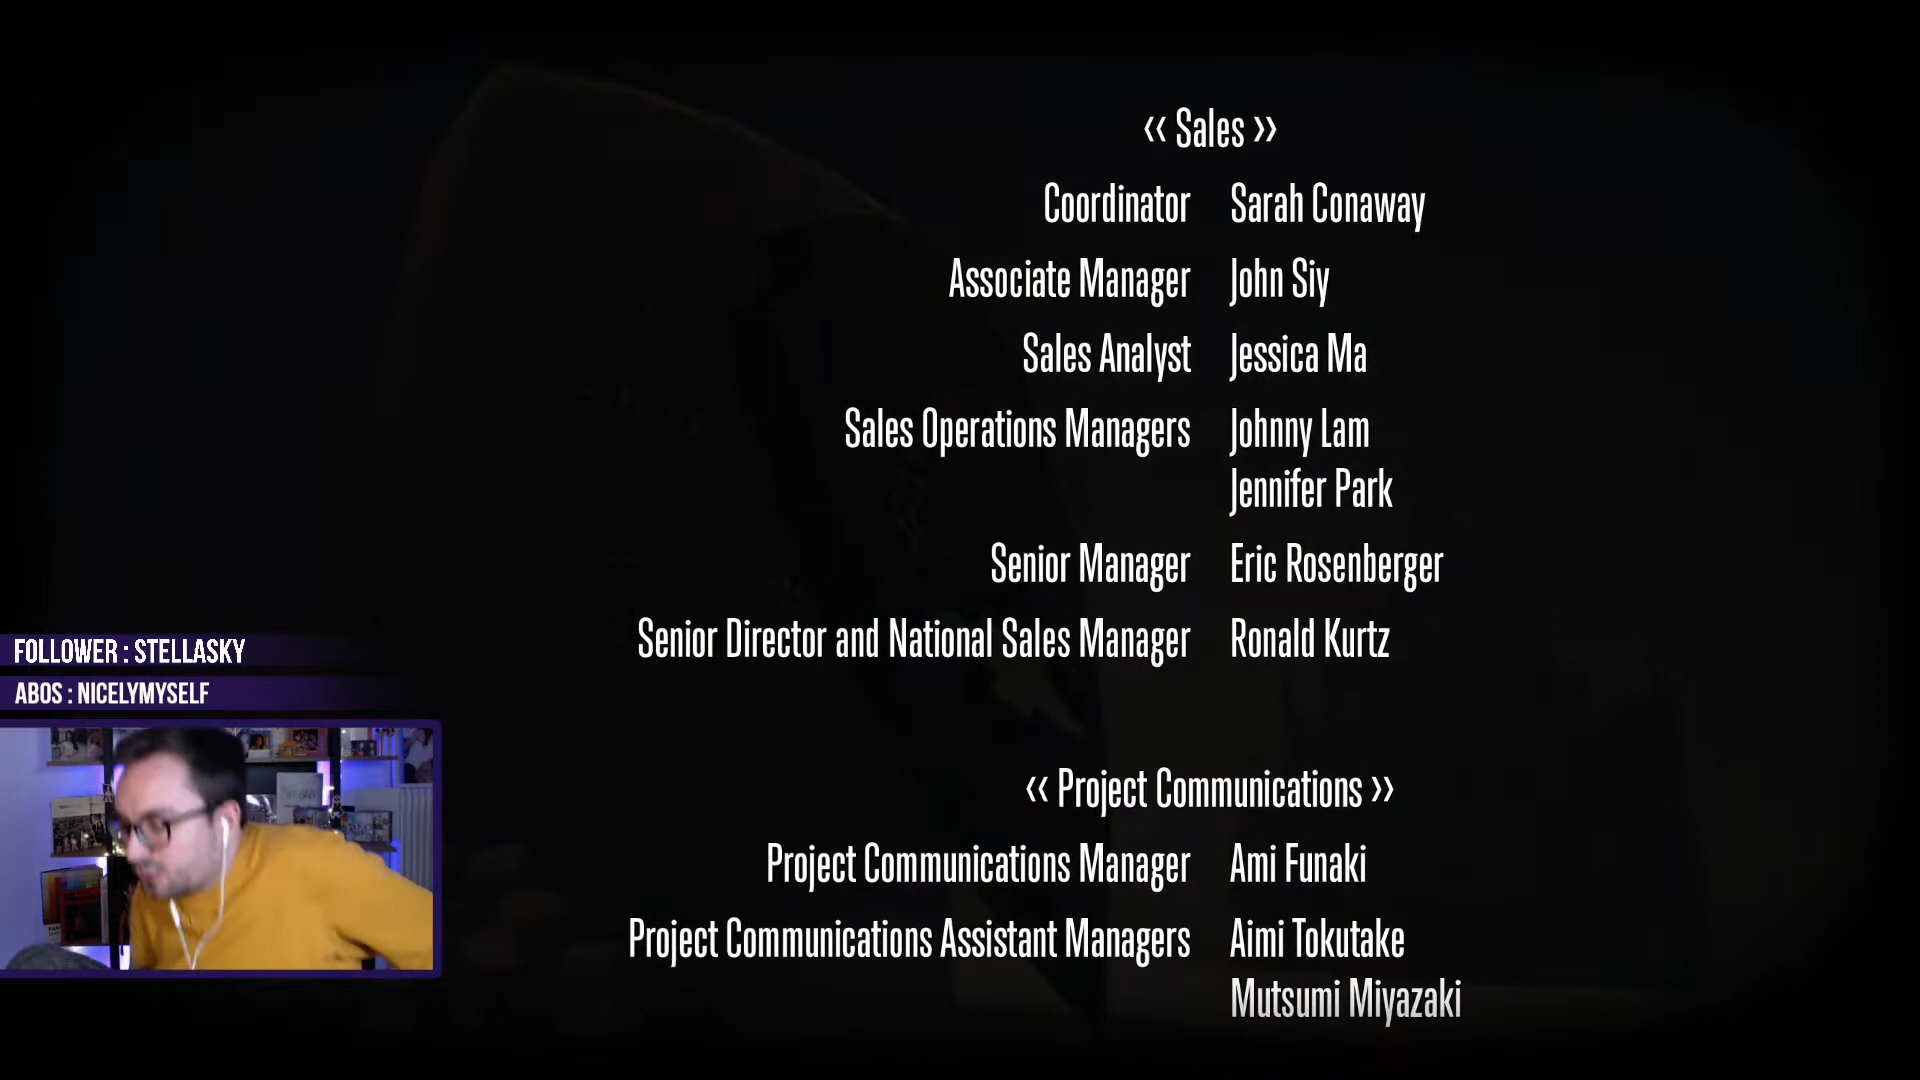 << Sales >>
Coordinator Sarah Conaway
Associate Manager John Siy
Sales Analyst Jessica Ma
Sales Operations Managers Johnny Lam
Jennifer Park
Senior Manager Eric Rosenberger
Senior Director and National Sales Manager Ronald Kurtz
<< Project Communications >>
Project Communications Manager Ami Funaki
Project Communications Assistant Managers Aimi Tokutake
Mutsumi Miyazaki
FOLLOWER : STELLASKY
ABOS : NICELYMYSELF